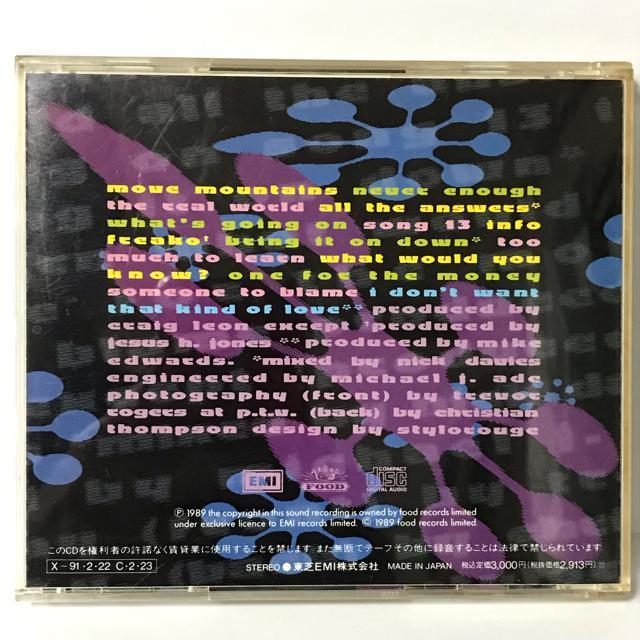 move mountains never enough
the real world all the answers*
what's going on song 13 info
freako† bring it on down* too
much to learn what would you
know? one for the money
someone to blame i don't want
that kind of love** produced by
craig leon except †produced by
jesus h. jones **produced by mike
edwards. *mixed by nick davies
engineered by michael j. ade
photography (front) by trevor
rogers at p.t.u. (back) by christian
thompson design by stylorouge
EMI FOOD COMPACT disc DIGITAL AUDIO
Ⓟ 1989 the copyright in this sound recording is owned by food records limited
under exclusive licence to EMI records limited. © 1989 food records limited.
このCDを権利者の許諾なく賃貸業に使用することを禁じます また無断でテープその他に録音することは法律で禁じられています
X－91・2・22 C・2・23 STEREO ● 東芝EMI株式会社 MADE IN JAPAN 税込定価3,000円(税抜価格2,913円)